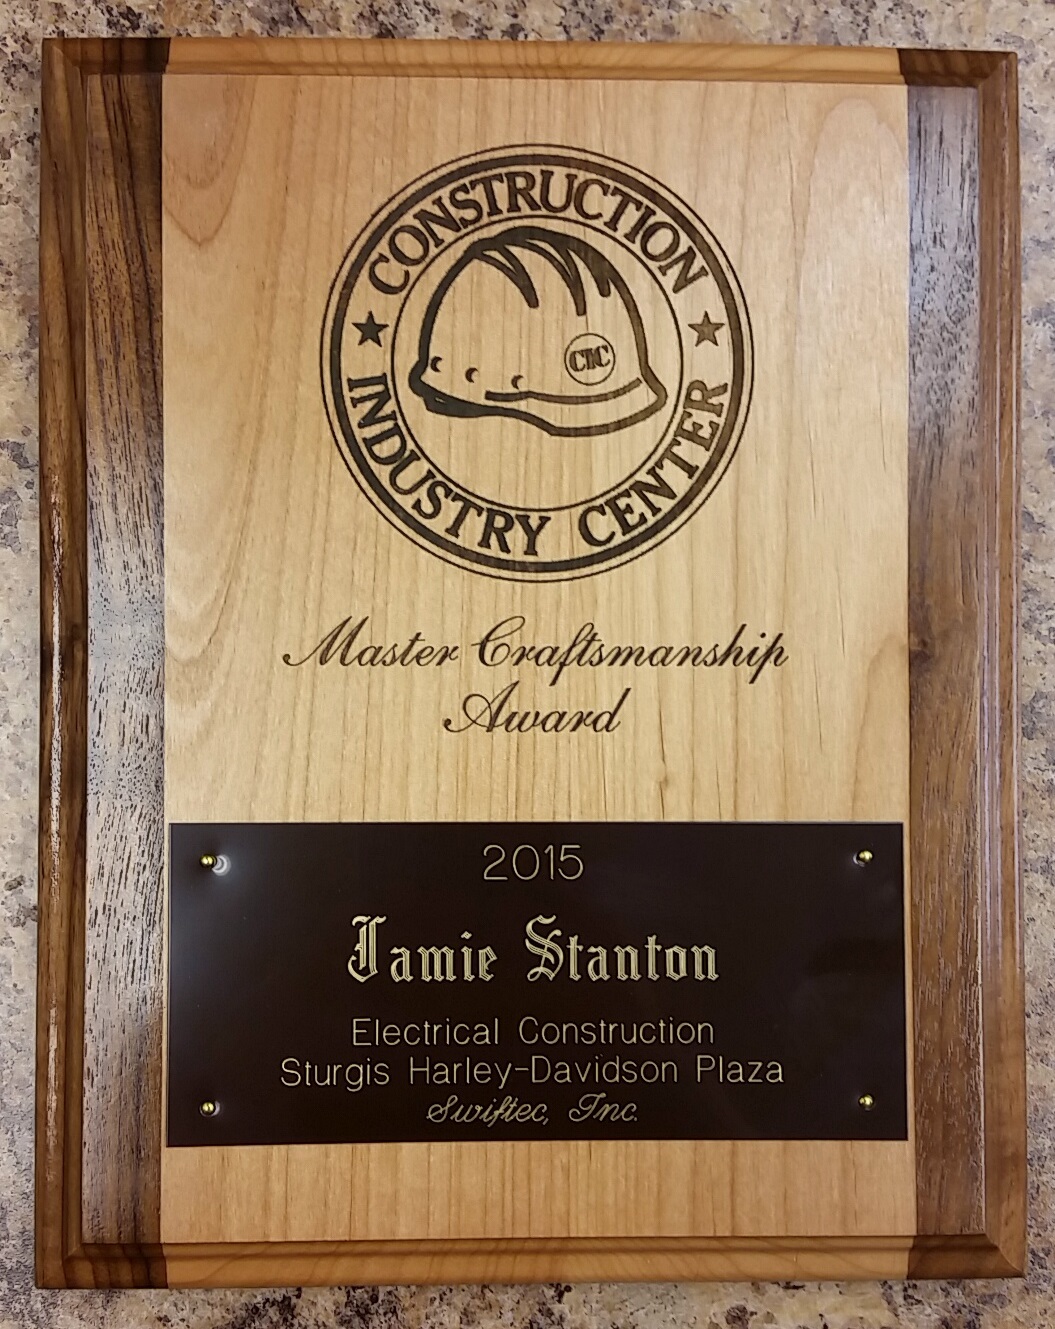 CONSTRUCTION
CIC
INDUSTRY CENTER
Master Craftsmanship
Award
2015
Jamie Stanton
Electrical Construction
Sturgis Harley-Davidson Plaza
Swiftec, Inc.